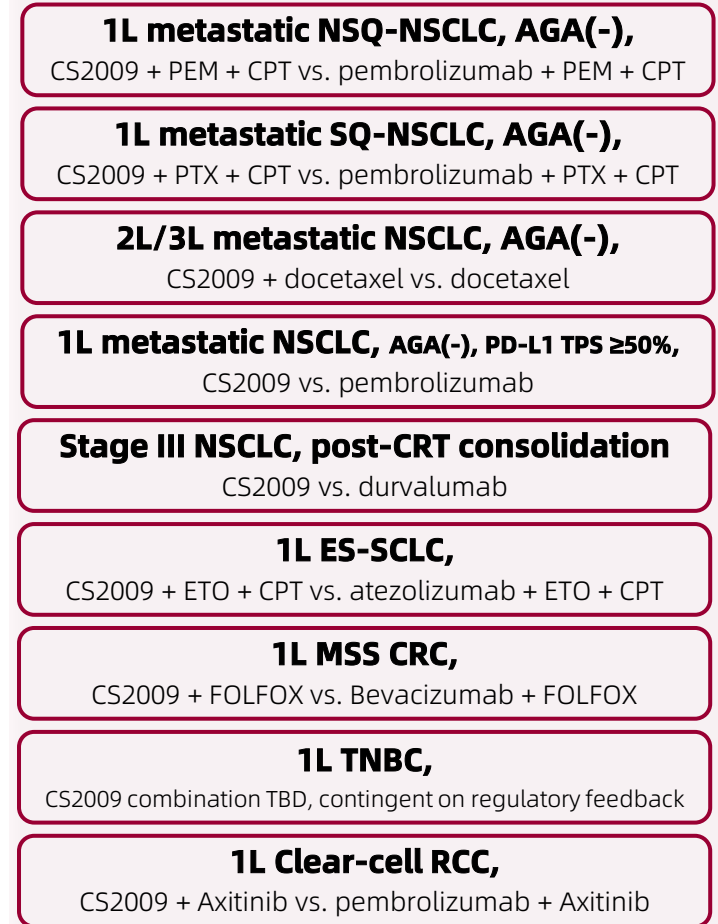 1L metastatic NSQ-NSCLC, AGA(-),
CS2009 + PEM + CPT vs. pembrolizumab + PEM + CPT
1L metastatic SQ-NSCLC, AGA(-),
CS2009 + PTX + CPT vs. pembrolizumab + PTX + CPT
2L/3L metastatic NSCLC, AGA(-),
CS2009 + docetaxel vs. docetaxel
1L metastatic NSCLC, AGA(-), PD-L1 TPS ≥50%,
CS2009 vs. pembrolizumab
Stage III NSCLC, post-CRT consolidation
CS2009 vs. durvalumab
1L ES-SCLC,
CS2009 + ETO + CPT vs. atezolizumab + ETO + CPT
1L MSS CRC,
CS2009 + FOLFOX vs. Bevacizumab + FOLFOX
1L TNBC,
CS2009 combination TBD, contingent on regulatory feedback
1L Clear-cell RCC,
CS2009 + Axitinib vs. pembrolizumab + Axitinib